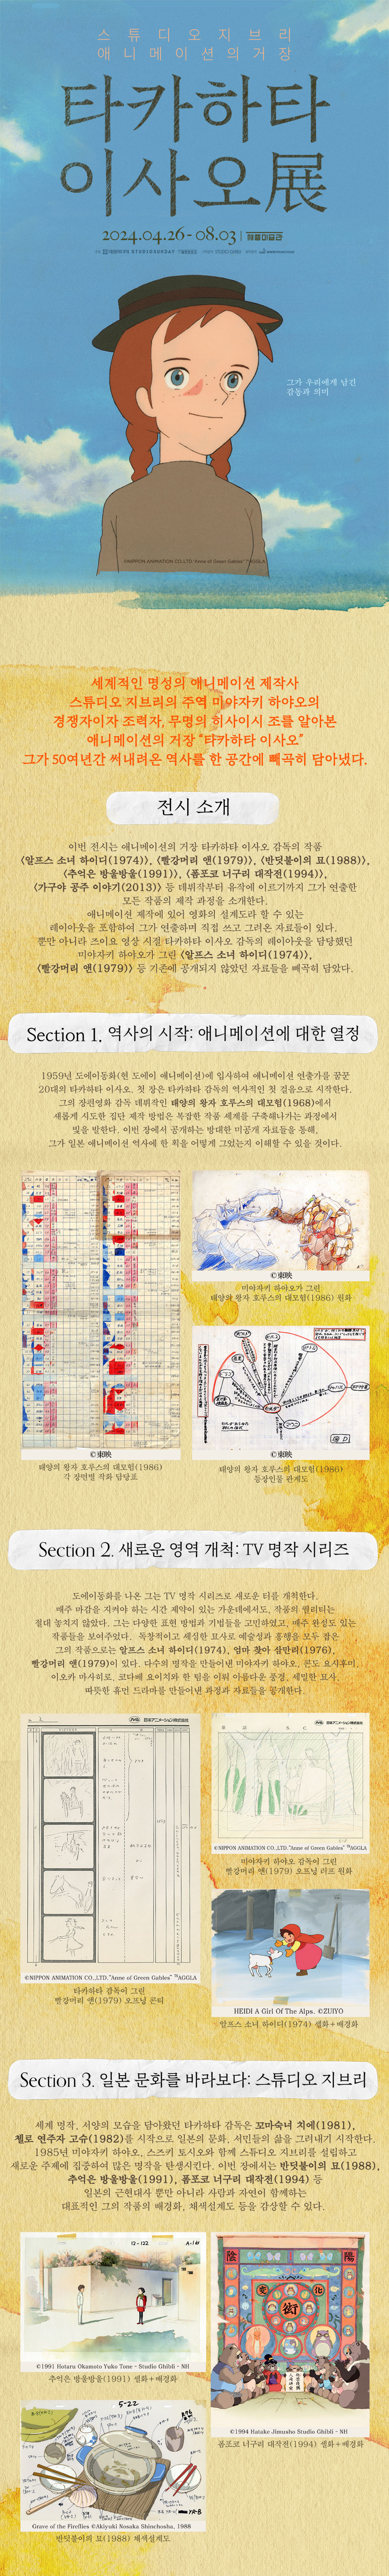 스튜디오지브리
애니메이션의거장
타카하타
이사오展
2024.04.26 - 08.03 | 세종미술관
그가 우리에게 남긴
감동과 의미
©NIPPON ANIMATION CO.,LTD "Anne of Green Gables" ™AGGLA
세계적인 명성의 애니메이션 제작사
스튜디오 지브리의 주역 미야자키 하야오의
경쟁자이자 조력자, 무명의 히사이시 조를 알아본
애니메이션의 거장 "타카하타 이사오"
그가 50여년간 써내려온 역사를 한 공간에 빼곡히 담아냈다.
전시 소개
이번 전시는 애니메이션의 거장 타카하타 이사오 감독의 작품
<알프스 소녀 하이디(1974)>, <빨강머리 앤(1979)>, <반딧불이의 묘(1988)>,
<추억은 방울방울(1991)>, <폼포코 너구리 대작전(1994)>,
<가구야 공주 이야기(2013)> 등 데뷔작부터 유작에 이르기까지 그가 연출한
모든 작품의 제작 과정을 소개한다.
애니메이션 제작에 있어 영화의 설계도라 할 수 있는
레이아웃을 포함하여 그가 연출하며 직접 쓰고 그려온 자료들이 있다.
뿐만 아니라 즈이요 영상 시절 타카하타 이사오 감독의 레이아웃을 담당했던
미야자키 하야오가 그린 <알프스 소녀 하이디(1974)>,
<빨강머리 앤(1979)> 등 기존에 공개되지 않았던 자료들을 빼곡히 담았다.
Section 1. 역사의 시작: 애니메이션에 대한 열정
1959년 도에이동화(현 도에이 애니메이션)에 입사하여 애니메이션 연출가를 꿈꾼
20대의 타카하타 이사오. 첫 장은 타카하타 감독의 역사적인 첫 걸음으로 시작한다.
그의 장편영화 감독 데뷔작인 태양의 왕자 호루스의 대모험(1968)에서
새롭게 시도한 집단 제작 방법은 복잡한 작품 세계를 구축해나가는 과정에서
빛을 발한다. 이번 장에서 공개하는 방대한 미공개 자료들을 통해,
그가 일본 애니메이션 역사에 한 획을 어떻게 그었는지 이해할 수 있을 것이다.
©東映
미야자키 하야오가 그린
태양의 왕자 호루스의 대모험(1986) 원화
©東映
태양의 왕자 호루스의 대모험(1986)
각 장면별 작화 담당표
©東映
태양의 왕자 호루스의 대모험(1986)
등장인물 관계도
Section 2. 새로운 영역 개척: TV 명작 시리즈
도에이동화를 나온 그는 TV 명작 시리즈로 새로운 터를 개척한다.
매주 마감을 지켜야 하는 시간 제약이 있는 가운데에서도, 작품의 퀄리티는
절대 놓치지 않았다. 그는 다양한 표현 방법과 기법들을 고민하였고, 매주 완성도 있는
작품들을 보여주었다. 독창적이고 세심한 묘사로 예술성과 흥행을 모두 잡은
그의 작품으로는 알프스 소녀 하이디(1974), 엄마 찾아 삼만리(1976),
빨강머리 앤(1979)이 있다. 다수의 명작을 만들어낸 미야자키 하야오, 콘도 요시후미,
이오카 마사히로, 코다베 요이치와 한 팀을 이뤄 아름다운 풍경, 세밀한 묘사,
따뜻한 휴먼 드라마를 만들어낸 과정과 자료들을 공개한다.
日本アニメーション株式会社
日本アニメーション株式会社
©NIPPON ANIMATION CO.,LTD."Anne of Green Gables" ™AGGLA
미야자키 하야오 감독이 그린
빨강머리 앤(1979) 오프닝 러프 원화
©NIPPON ANIMATION CO.,LTD."Anne of Green Gables" ™AGGLA
타카하타 감독이 그린
빨강머리 앤(1979) 오프닝 콘티
HEIDI A Girl Of The Alps. ©ZUIYO
알프스 소녀 하이디(1974) 셀화+배경화
Section 3. 일본 문화를 바라보다: 스튜디오 지브리
세계 명작, 서양의 모습을 담아왔던 타카하타 감독은 꼬마숙녀 치에(1981),
첼로 연주자 고슈(1982)를 시작으로 일본의 문화, 서민들의 삶을 그려내기 시작한다.
1985년 미야자키 하야오, 스즈키 토시오와 함께 스튜디오 지브리를 설립하고
새로운 주제에 집중하여 많은 명작을 탄생시킨다. 이번 장에서는 반딧불이의 묘(1988),
추억은 방울방울(1991), 폼포코 너구리 대작전(1994) 등
일본의 근현대사 뿐만 아니라 사람과 자연이 함께하는
대표적인 그의 작품의 배경화, 채색설계도 등을 감상할 수 있다.
©1991 Hotaru Okamoto Yuko Tone - Studio Ghibli - NH
추억은 방울방울(1991) 셀화+배경화
陰
陽
変
化
術
©1994 Hatake Jimusho Studio Ghibli - NH
폼포코 너구리 대작전(1994) 셀화+배경화
5-22
Grave of the Fireflies ©Akiyuki Nosaka Shinchosha, 1988
반딧불이의 묘(1988) 채색설계도